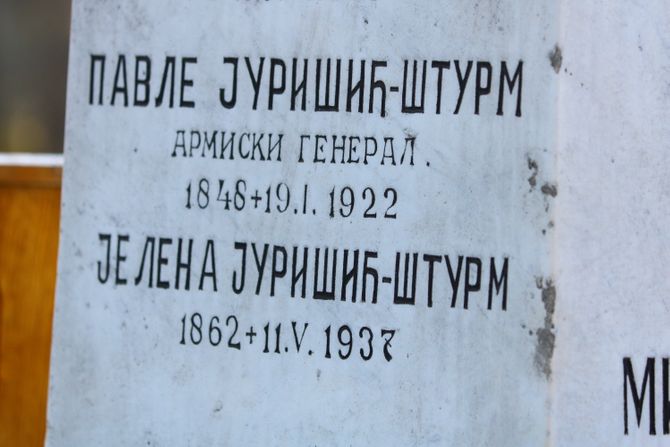 ПАВЛЕ ЈУРИШИЋ-ШТУРМ
АРМИСКИ ГЕНЕРАЛ.
1848+19.I.1922
ЈЕЛЕНА ЈУРИШИЋ-ШТУРМ
1862+11.V.1937